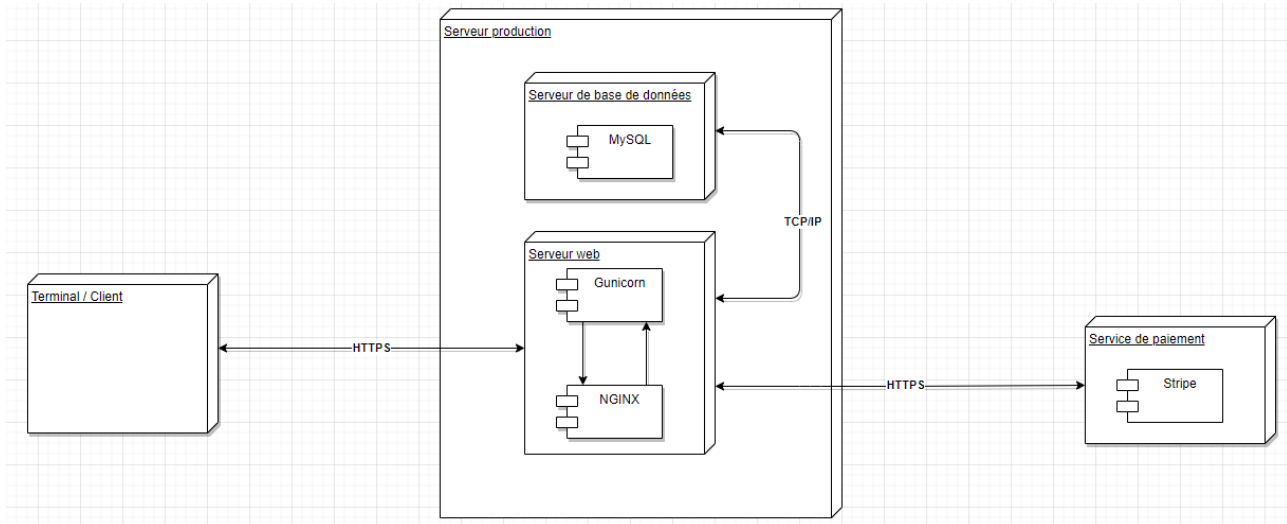 Serveur production
Serveur de base de données
MySQL
TCP/IP
Serveur web
Gunicorn
Terminal / Client
HTTPS
NGINX
HTTPS
Service de paiement
Stripe